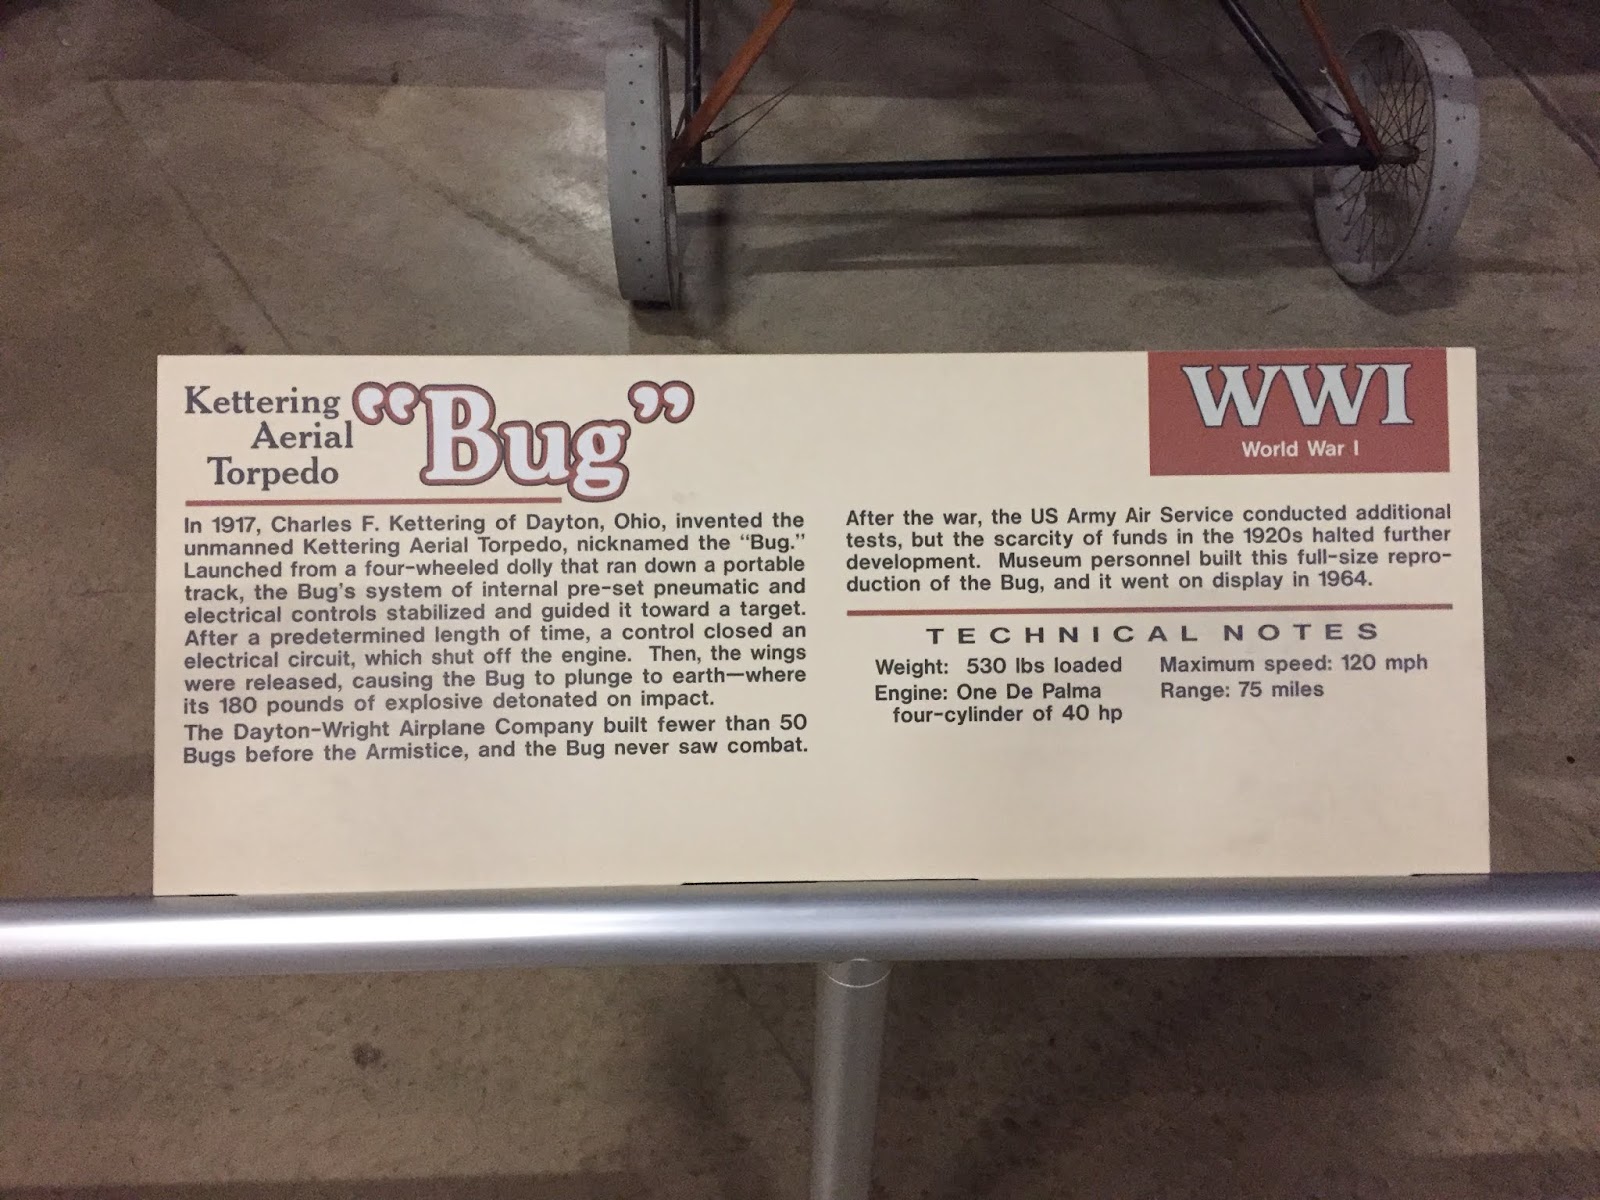 Kettering
Aerial
Torpedo
“Bug”
WWI
World War I
In 1917, Charles F. Kettering of Dayton, Ohio, invented the
unmanned Kettering Aerial Torpedo, nicknamed the “Bug.”
Launched from a four-wheeled dolly that ran down a portable
track, the Bug’s system of internal pre-set pneumatic and
electrical controls stabilized and guided it toward a target.
After a predetermined length of time, a control closed an
electrical circuit, which shut off the engine. Then, the wings
were released, causing the Bug to plunge to earth—where
its 180 pounds of explosive detonated on impact.
The Dayton-Wright Airplane Company built fewer than 50
Bugs before the Armistice, and the Bug never saw combat.
After the war, the US Army Air Service conducted additional
tests, but the scarcity of funds in the 1920s halted further
development. Museum personnel built this full-size repro-
duction of the Bug, and it went on display in 1964.
TECHNICAL NOTES
Weight: 530 lbs loaded
Engine: One De Palma
four-cylinder of 40 hp
Maximum speed: 120 mph
Range: 75 miles